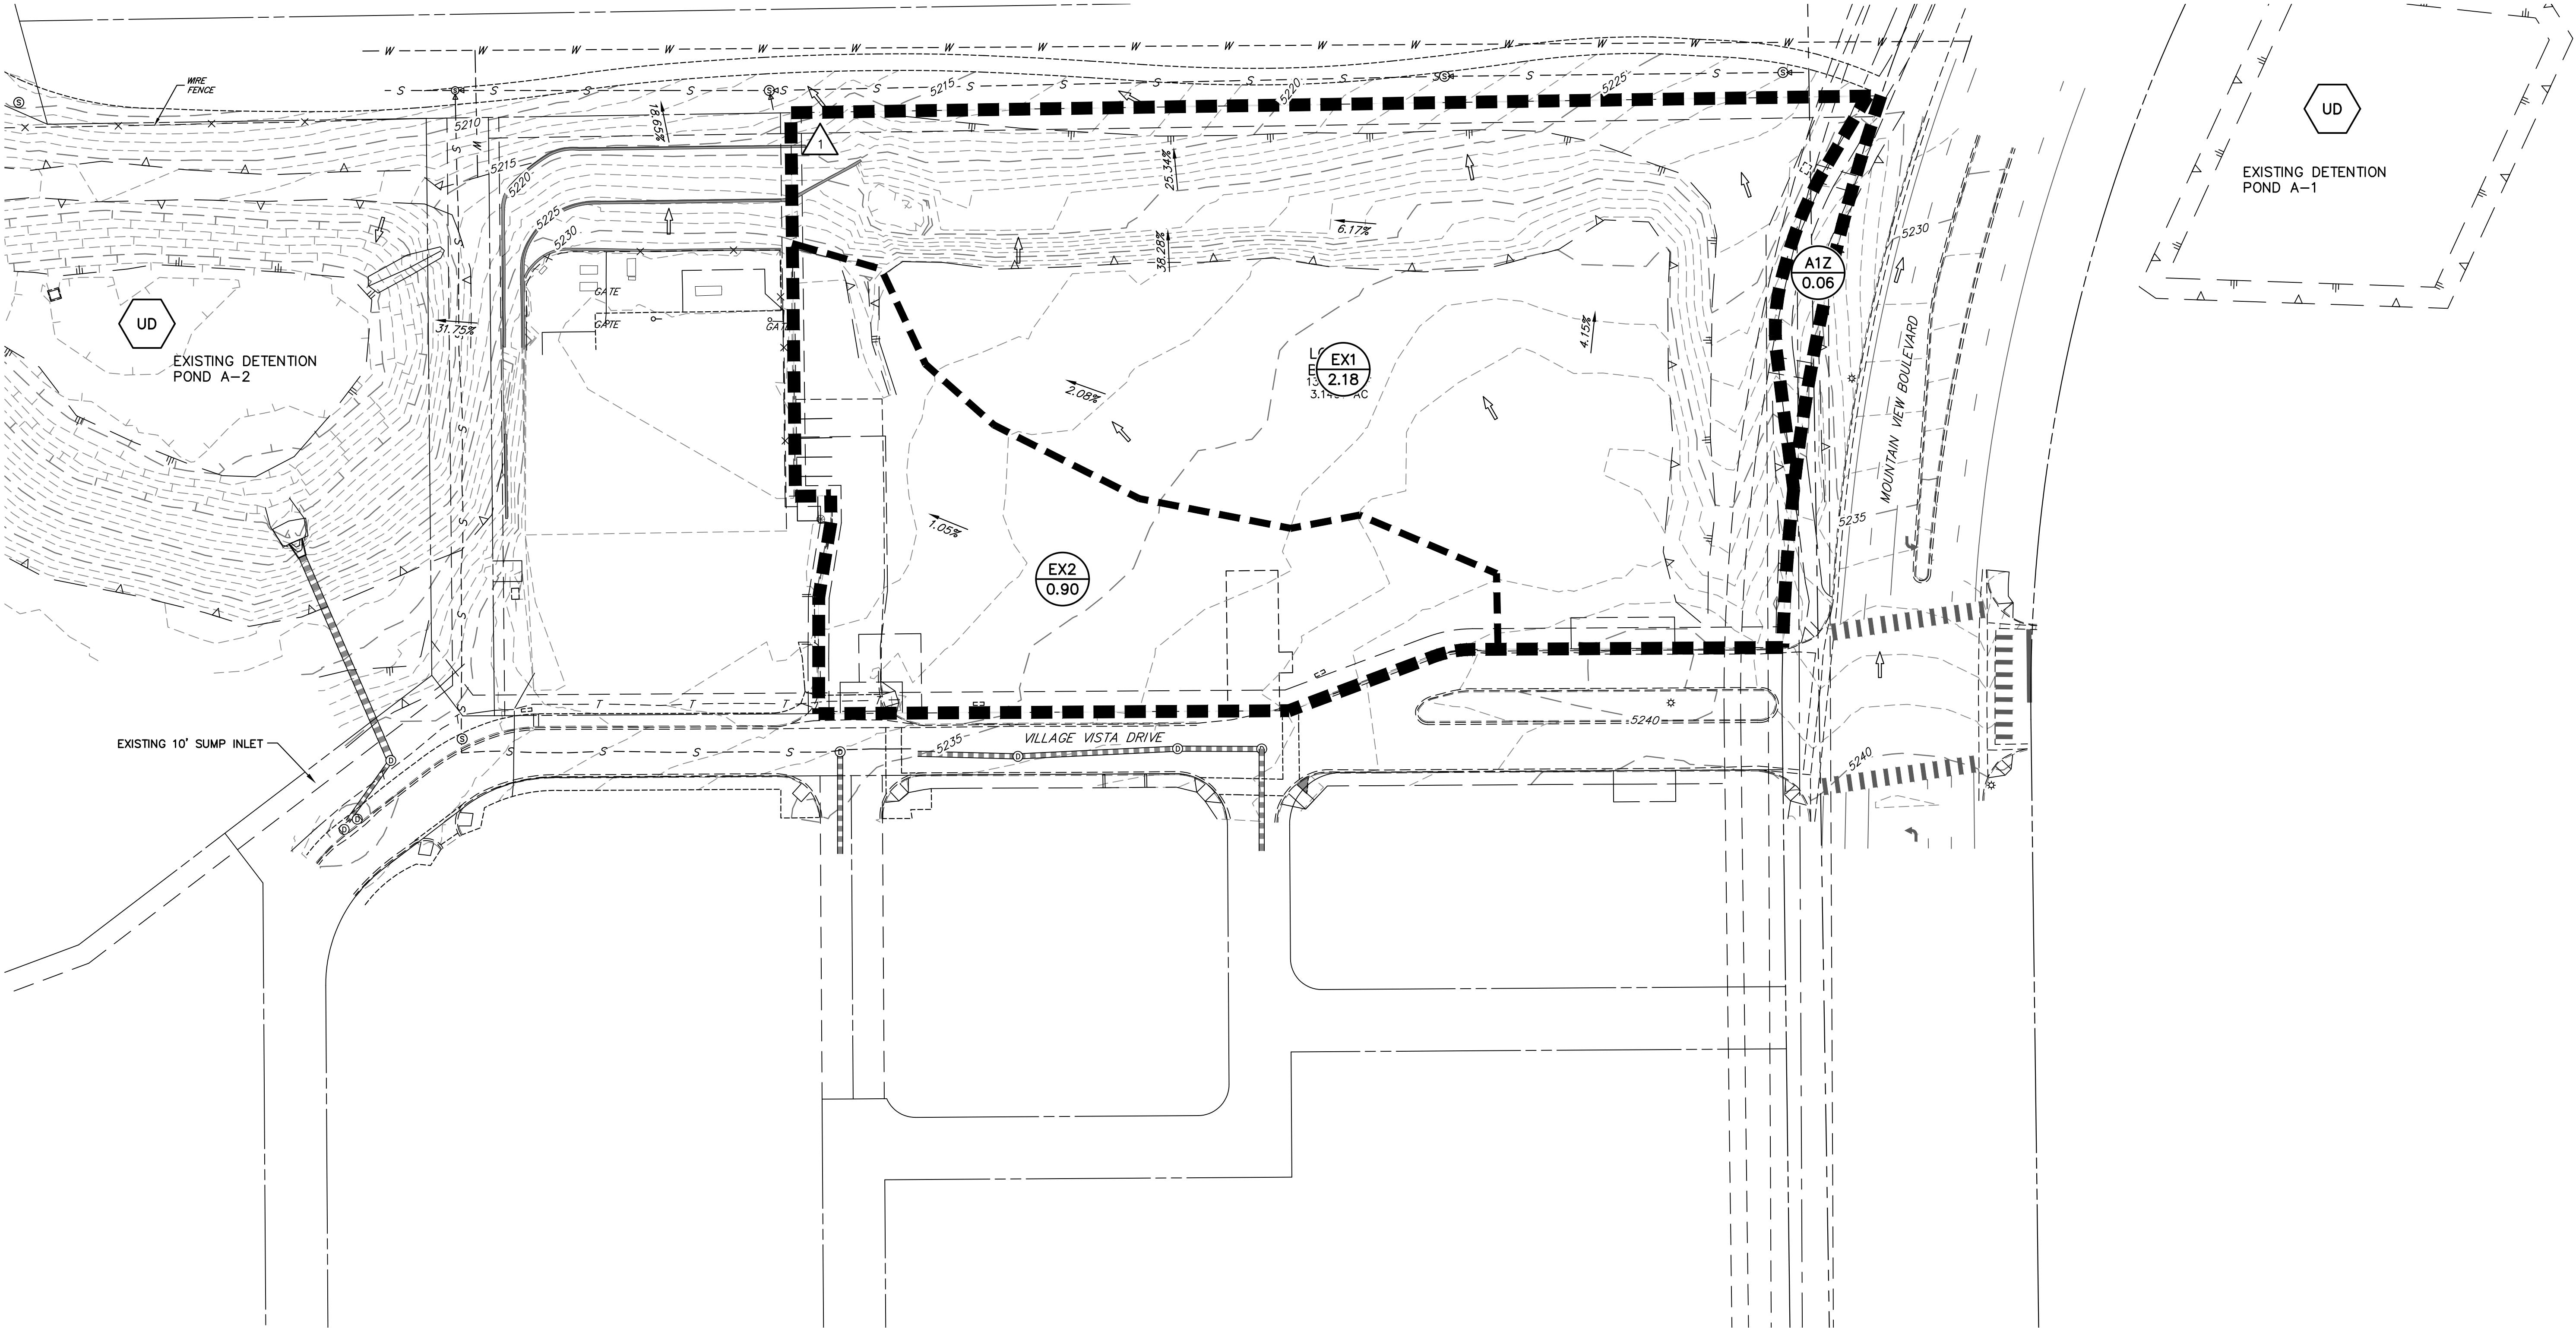 WIRE
FENCE
5210
5215
5220
5225
5230
18.65%
5215
5220
5225
1
25.34%
38.28%
6.17%
4.15%
2.08%
1.05%
31.75%
GATE
GATE
UD
EXISTING DETENTION
POND A-2
UD
EXISTING DETENTION
POND A-1
A1Z
0.06
EX1
2.18
EX2
0.90
5230
MOUNTAIN VIEW BOULEVARD
5235
5240
5240
5235
VILLAGE VISTA DRIVE
EXISTING 10' SUMP INLET
W W W W W W W W W W W W W W W W W
S S S S S S S S S S S S
T T T
S S S S